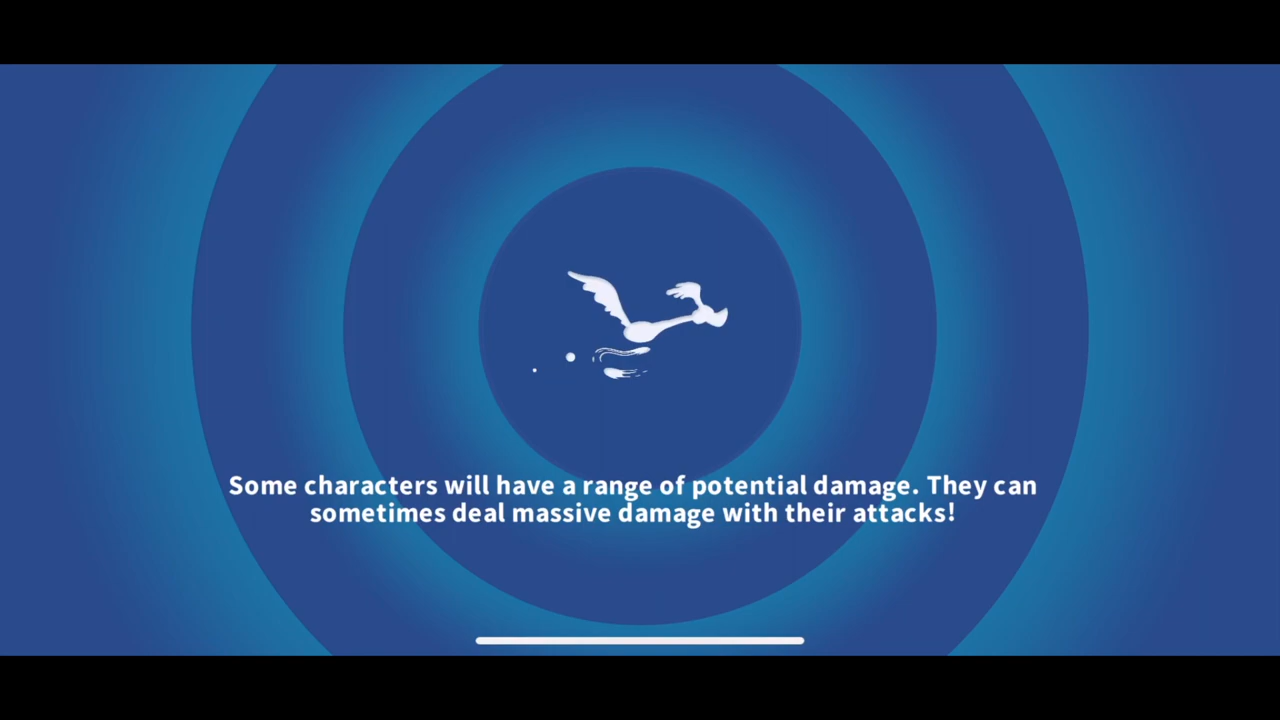 Some characters will have a range of potential damage. They can
sometimes deal massive damage with their attacks!